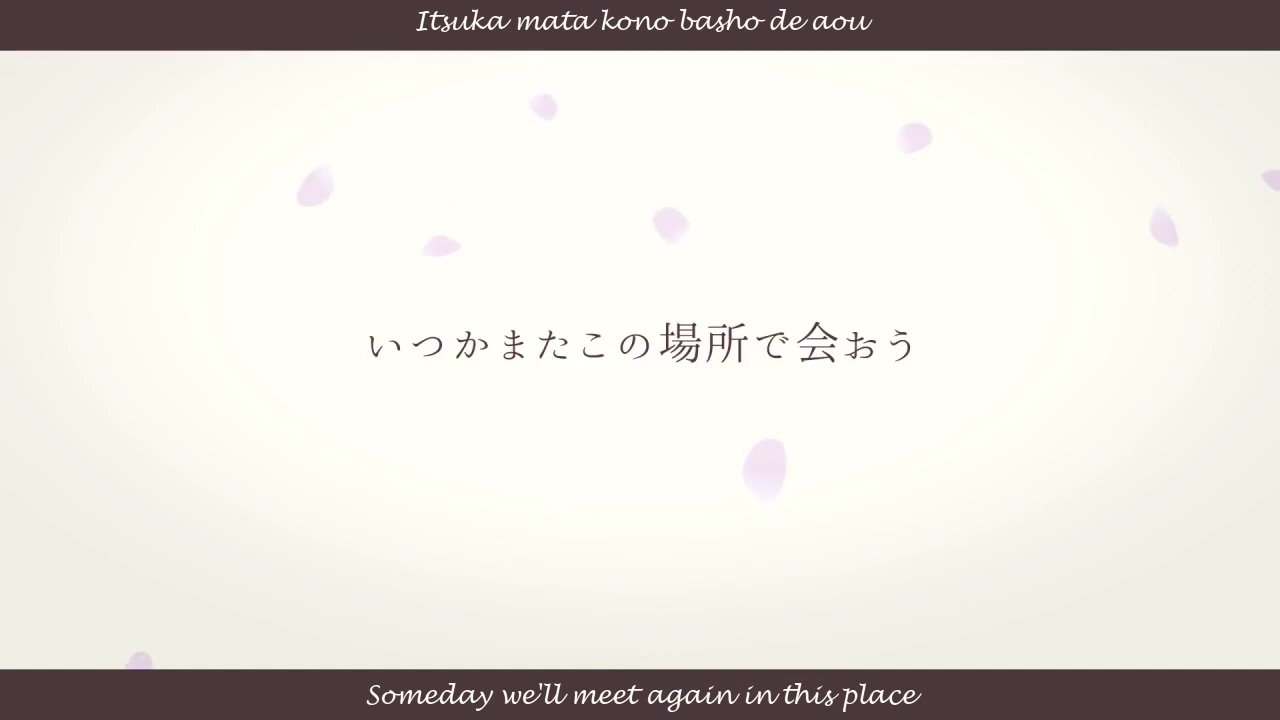 Itsuka mata kono basho de aou
いつかまたこの場所で会おう
Someday we'll meet again in this place